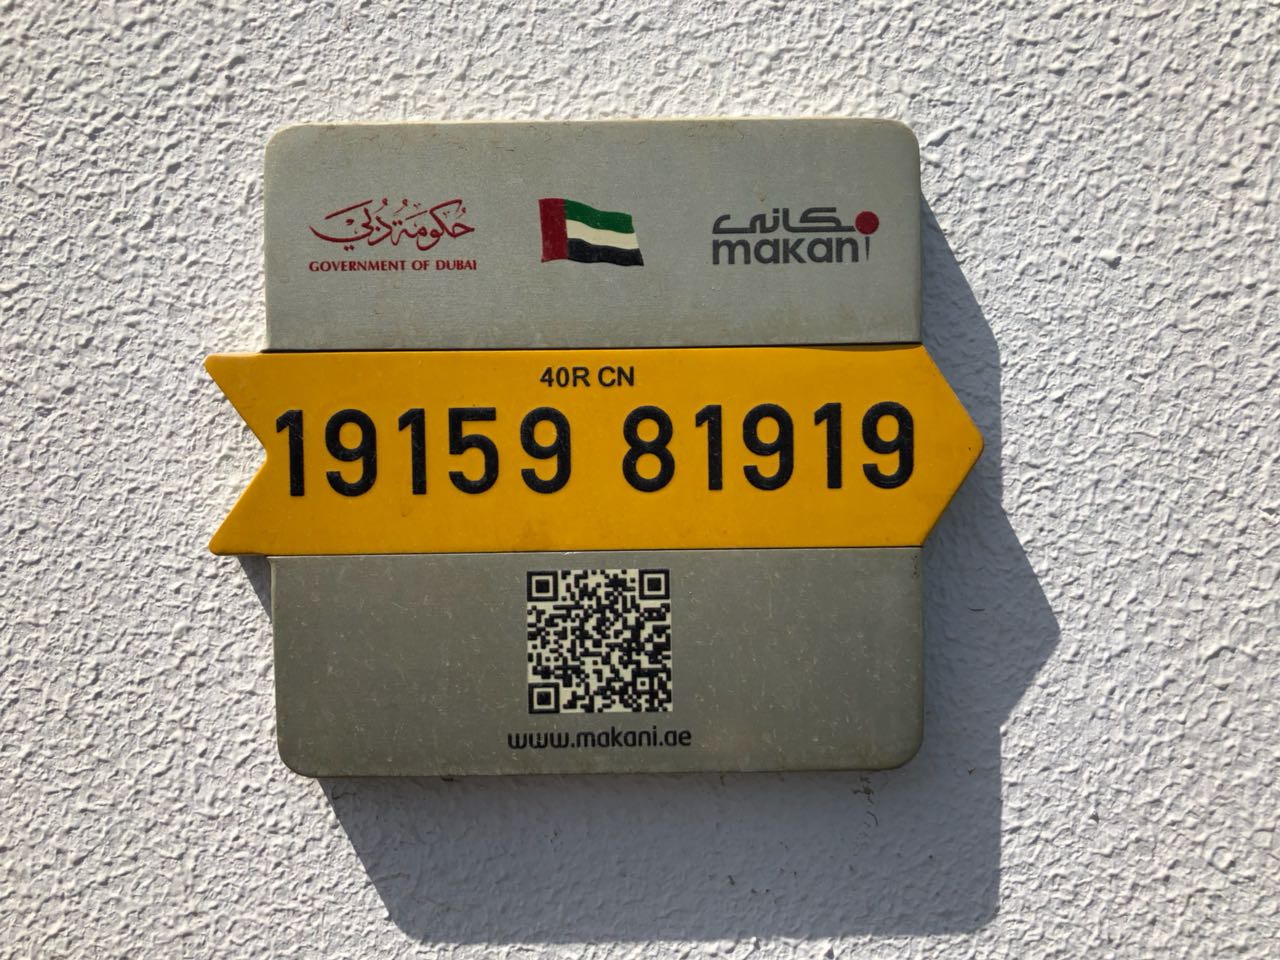 حكومة دبي
GOVERNMENT OF DUBAI
مكاني
makani
40R CN
19159 81919
www.makani.ae